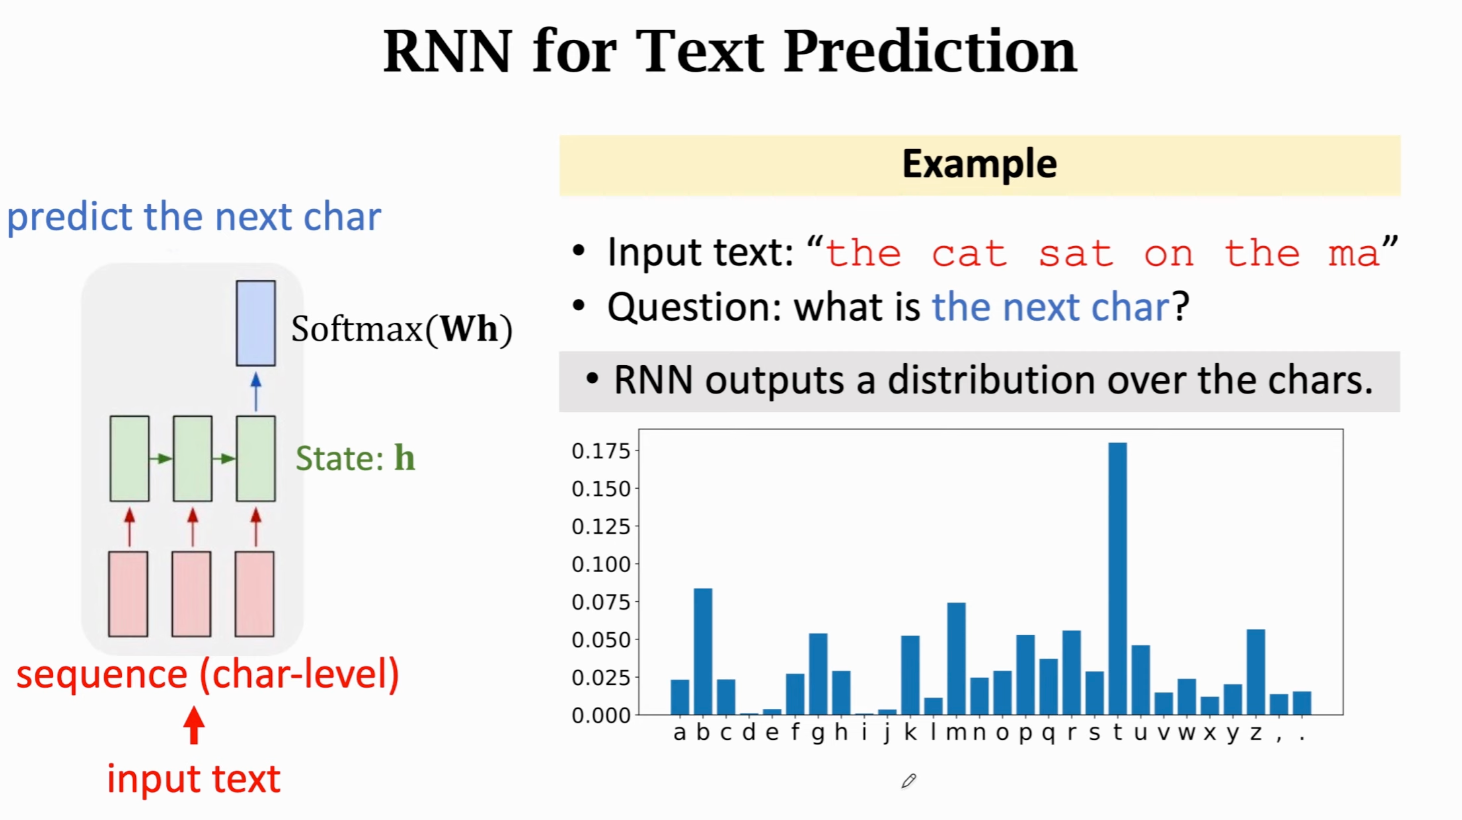 RNN for Text Prediction
predict the next char
Softmax(Wh)
State: h
sequence (char-level)
input text
Example
• Input text: “the cat sat on the ma”
• Question: what is the next char?
• RNN outputs a distribution over the chars.
0.175
0.150
0.125
0.100
0.075
0.050
0.025
0.000
a b c d e f g h i j k l m n o p q r s t u v w x y z , .